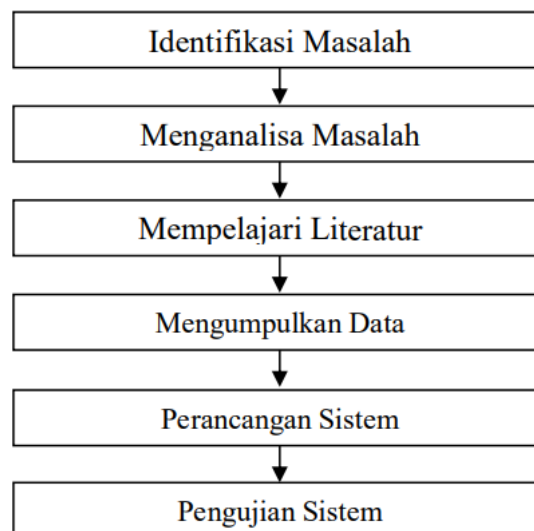 Identifikasi Masalah
Menganalisa Masalah
Mempelajari Literatur
Mengumpulkan Data
Perancangan Sistem
Pengujian Sistem